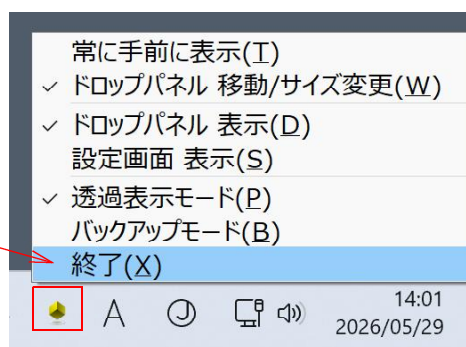 常に手前に表示(T)
✓ ドロップパネル 移動/サイズ変更(W)
✓ ドロップパネル 表示(D)
設定画面 表示(S)
✓ 透過表示モード(P)
バックアップモード(B)
終了(X)
A
14:01
2026/05/29